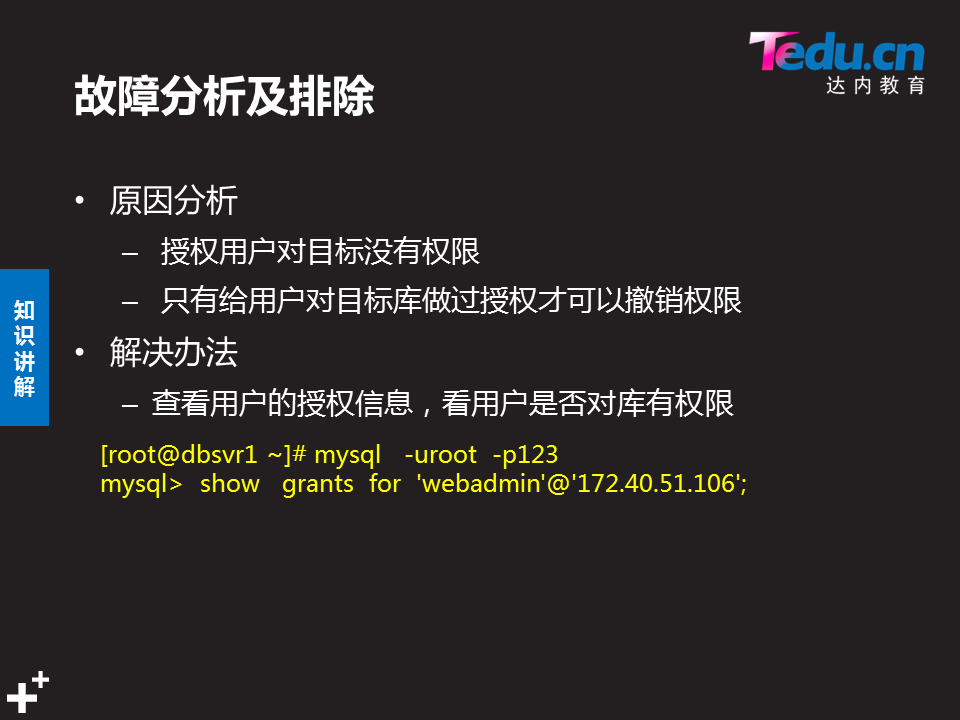 Tedu.cn
达内教育
故障分析及排除
• 原因分析
– 授权用户对目标没有权限
– 只有给用户对目标库做过授权才可以撤销权限
• 解决办法
– 查看用户的授权信息，看用户是否对库有权限
[root@dbsvr1 ~]# mysql -uroot -p123
mysql> show grants for 'webadmin'@'172.40.51.106';
知
识
讲
解